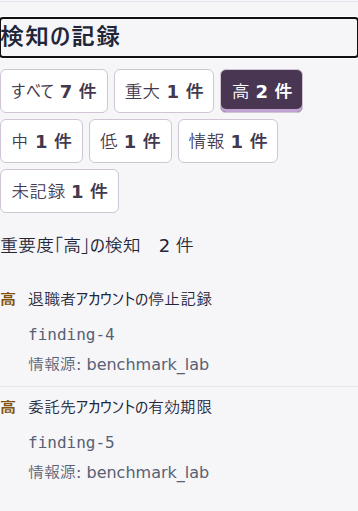 検知の記録
すべて 7 件 重大 1 件 高 2 件
中 1 件 低 1 件 情報 1 件
未記録 1 件
重要度「高」の検知 2 件
高 退職者アカウントの停止記録
finding-4
情報源: benchmark_lab
高 委託先アカウントの有効期限
finding-5
情報源: benchmark_lab